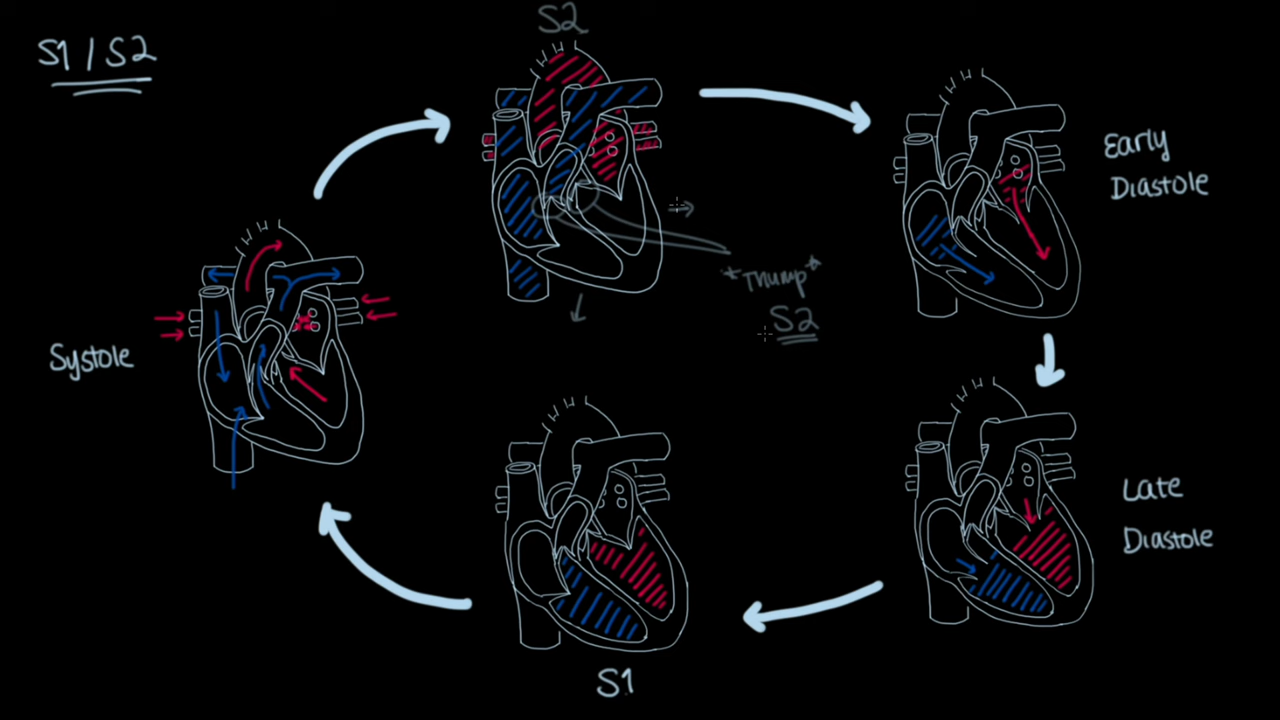 S1 / S2
S2
Early
Diastole
*Thump*
S2
Systole
Late
Diastole
S1